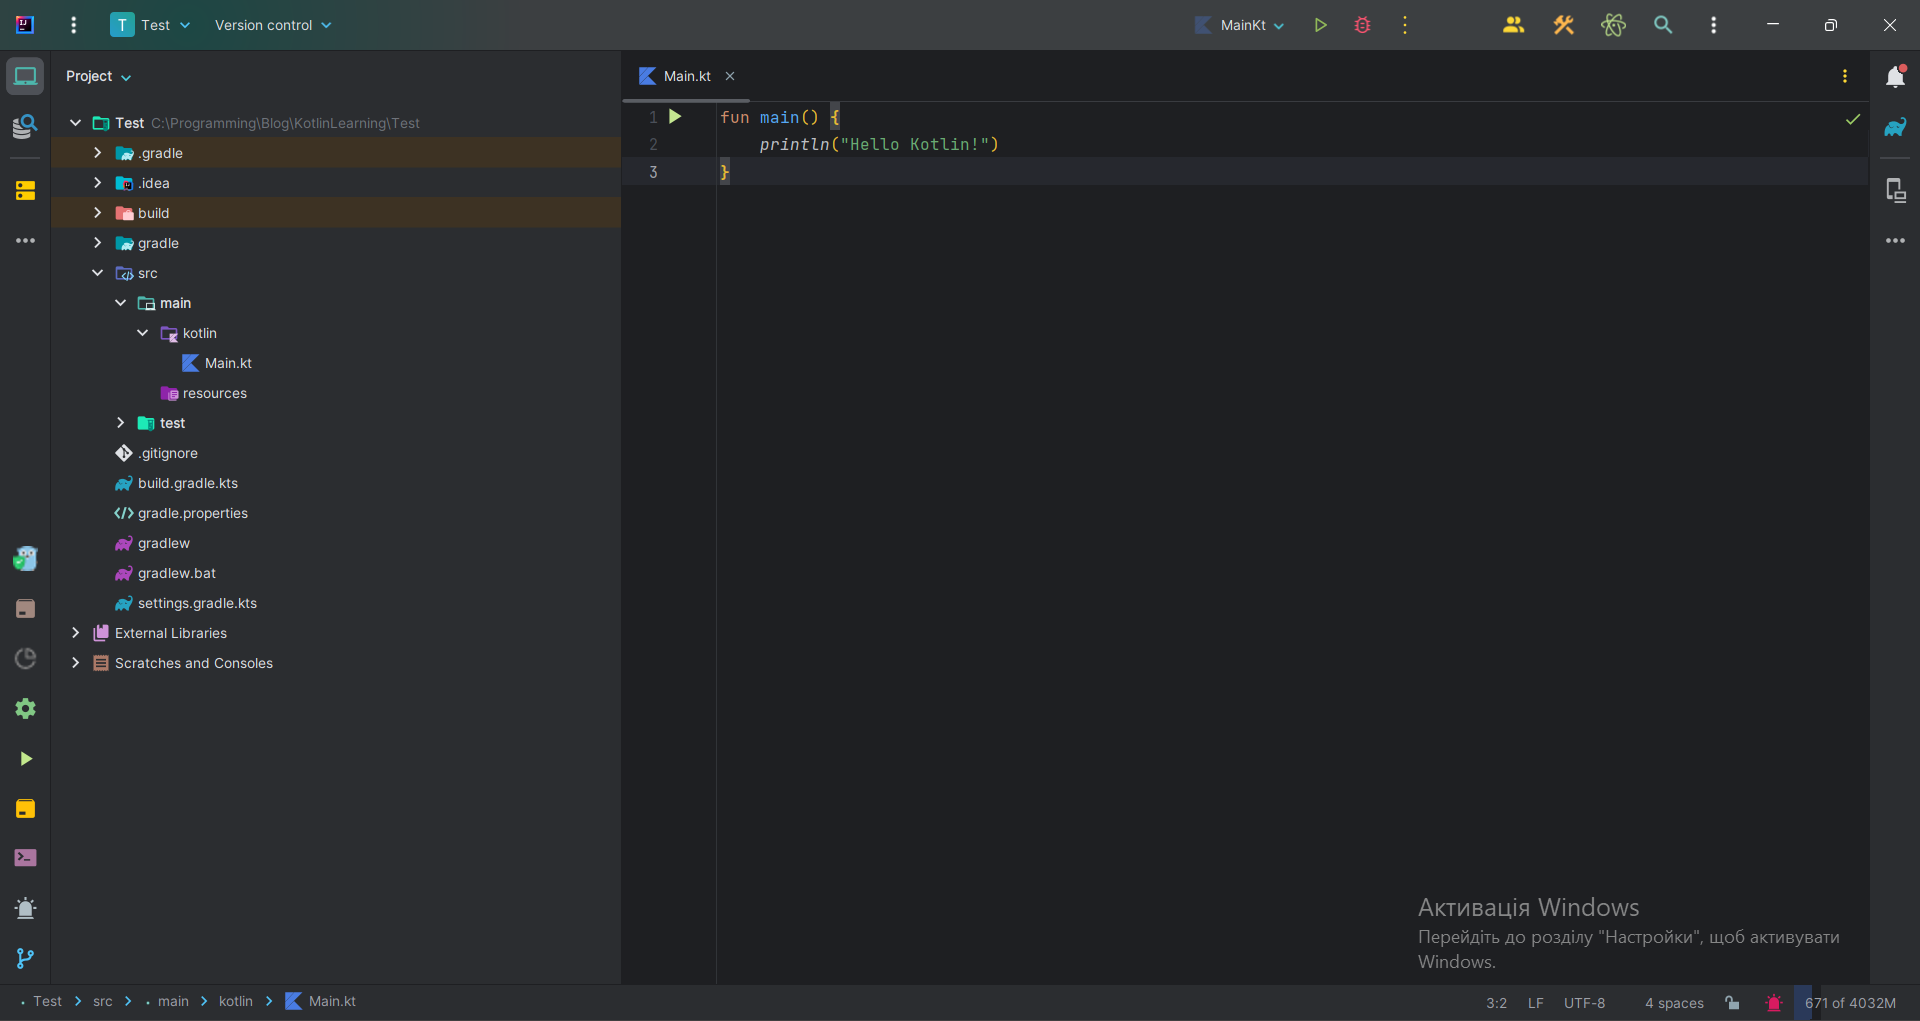 T Test Version control MainKt
Project
Main.kt
Test C:\Programming\Blog\KotlinLearning\Test
.gradle
.idea
build
gradle
src
main
kotlin
Main.kt
resources
test
.gitignore
build.gradle.kts
gradle.properties
gradlew
gradlew.bat
settings.gradle.kts
External Libraries
Scratches and Consoles
1 fun main() {
2 println("Hello Kotlin!")
3 }
Активація Windows
Перейдіть до розділу "Настройки", щоб активувати
Windows.
Test src main kotlin Main.kt
3:2 LF UTF-8 4 spaces 671 of 4032M